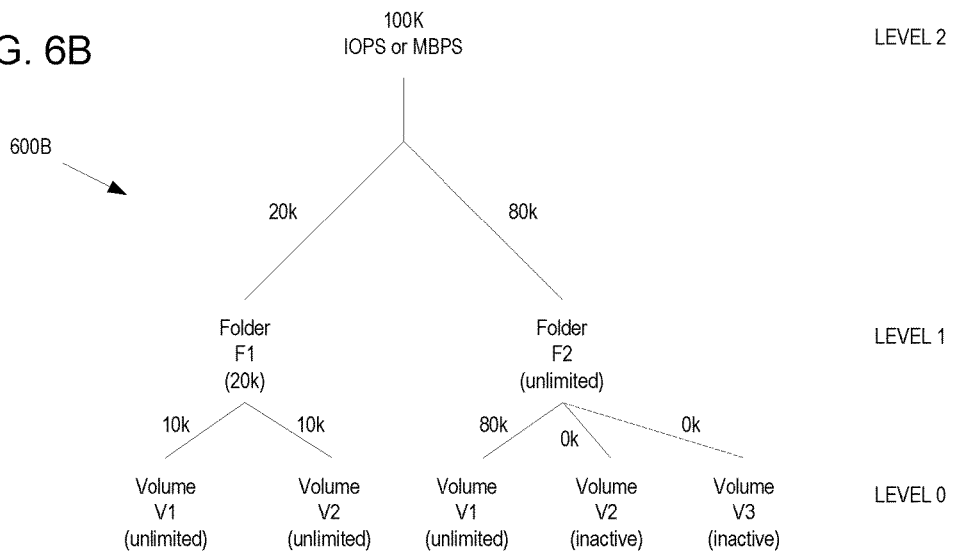 G. 6B
100K
IOPS or MBPS
LEVEL 2
600B
20k
80k
Folder
F1
(20k)
Folder
F2
(unlimited)
LEVEL 1
10k
10k
80k
0k
0k
Volume
V1
(unlimited)
Volume
V2
(unlimited)
Volume
V1
(unlimited)
Volume
V2
(inactive)
Volume
V3
(inactive)
LEVEL 0